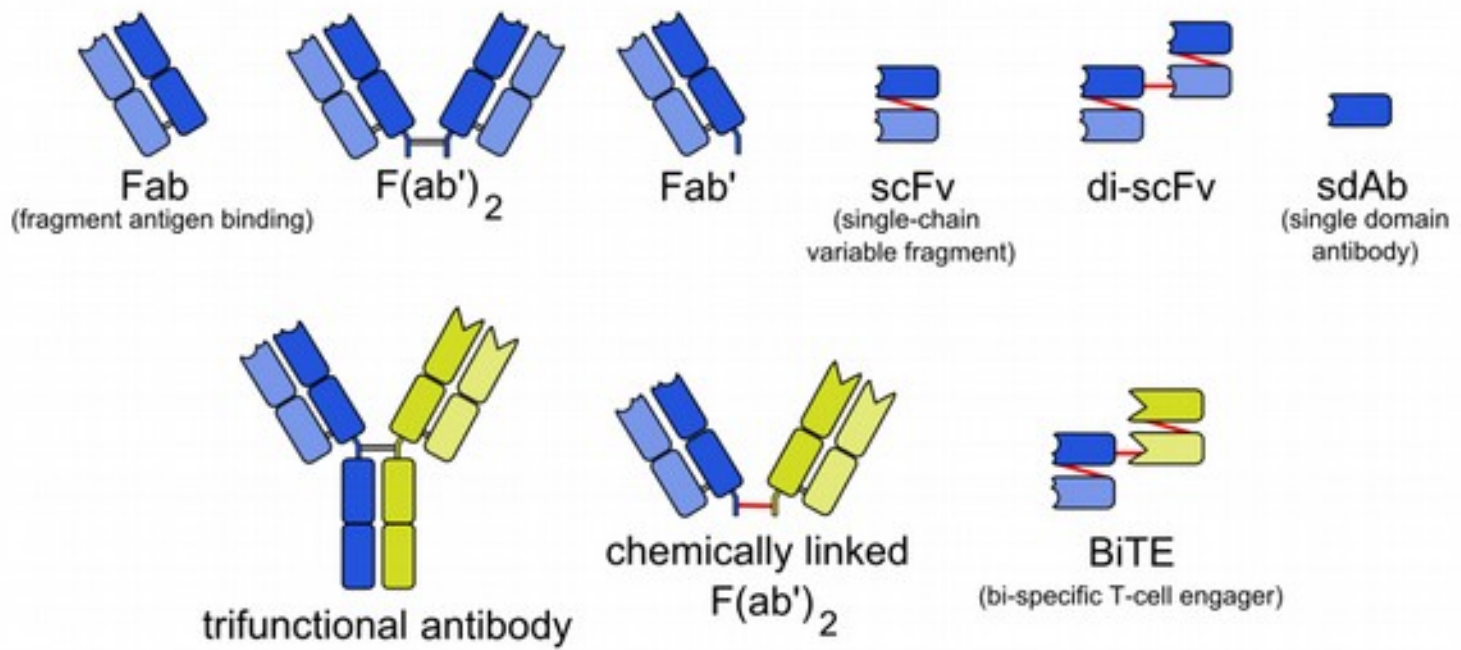 Fab
(fragment antigen binding)
F(ab')2
Fab'
scFv
(single-chain
variable fragment)
di-scFv
sdAb
(single domain
antibody)
trifunctional antibody
chemically linked
F(ab')2
BiTE
(bi-specific T-cell engager)